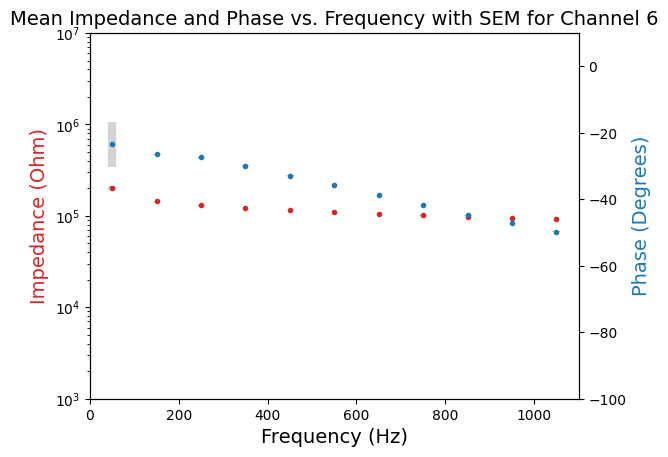 Mean Impedance and Phase vs. Frequency with SEM for Channel 6
10^7
10^6
10^5
10^4
10^3
Impedance (Ohm)
0
−20
−40
−60
−80
−100
Phase (Degrees)
0 200 400 600 800 1000
Frequency (Hz)